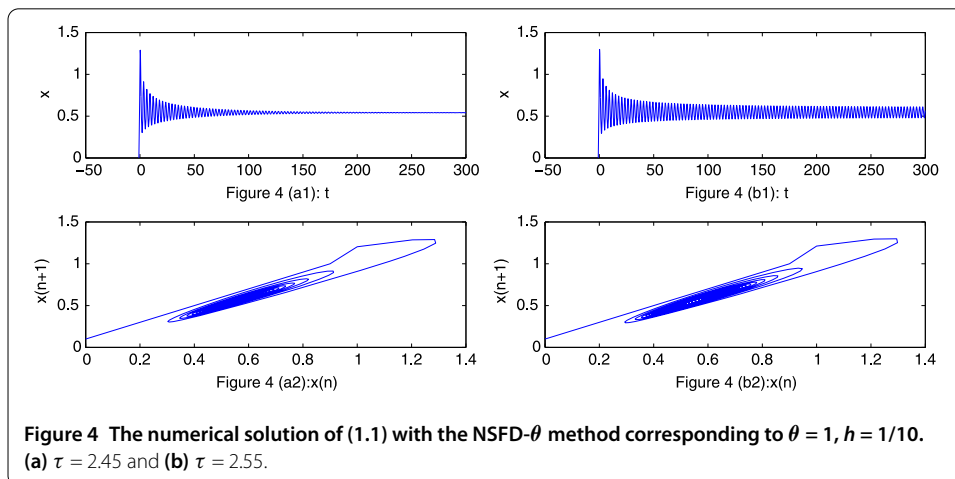 1.5
1
0.5
0
x
−50 0 50 100 150 200 250 300
Figure 4 (a1): t
1.5
1
0.5
0
x
−50 0 50 100 150 200 250 300
Figure 4 (b1): t
1.5
1
0.5
0
x(n+1)
0 0.2 0.4 0.6 0.8 1 1.2 1.4
Figure 4 (a2):x(n)
1.5
1
0.5
0
x(n+1)
0 0.2 0.4 0.6 0.8 1 1.2 1.4
Figure 4 (b2):x(n)
Figure 4 The numerical solution of (1.1) with the NSFD-θ method corresponding to θ = 1, h = 1/10.
(a) τ = 2.45 and (b) τ = 2.55.